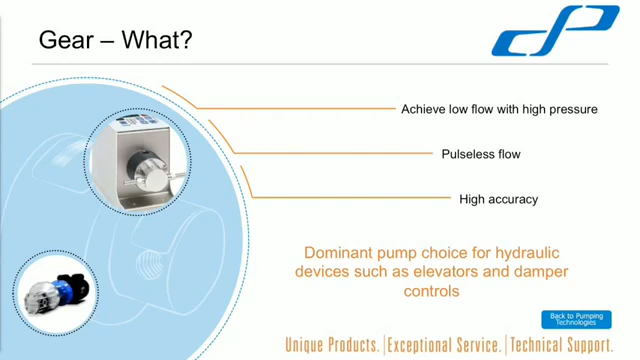 Gear – What?
Achieve low flow with high pressure
Pulseless flow
High accuracy
Dominant pump choice for hydraulic
devices such as elevators and damper
controls
Back to Pumping
Technologies
Unique Products. | Exceptional Service. | Technical Support.